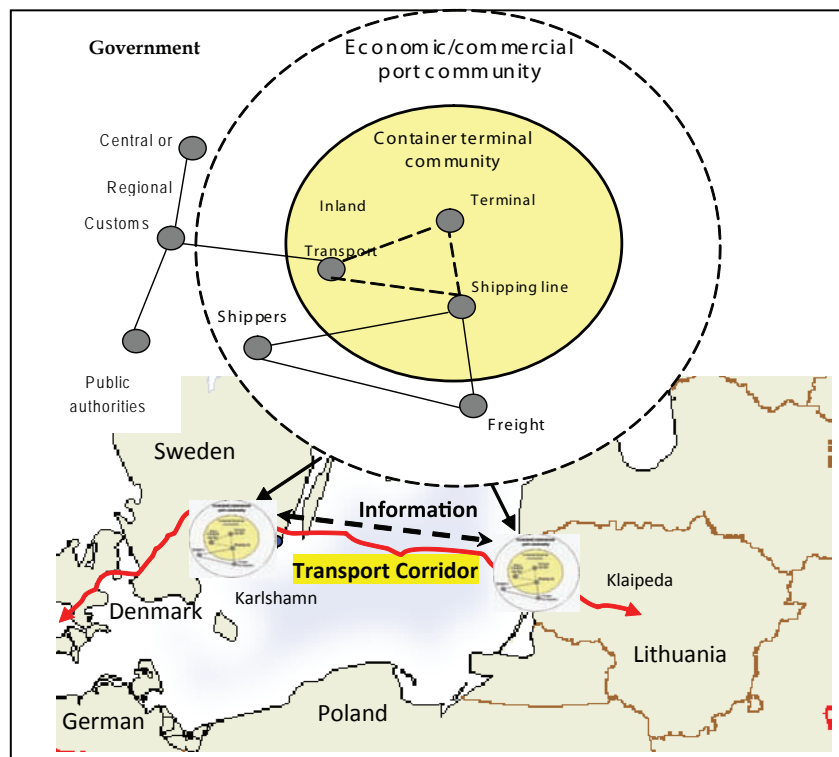 Government
Economic/commercial
port community
Central or
Regional
Customs
Public
authorities
Container terminal
community
Inland
Transport
Terminal
Shipping line
Shippers
Freight
Sweden
Information
Transport Corridor
Karlshamn
Klaipeda
Denmark
Lithuania
German
Poland